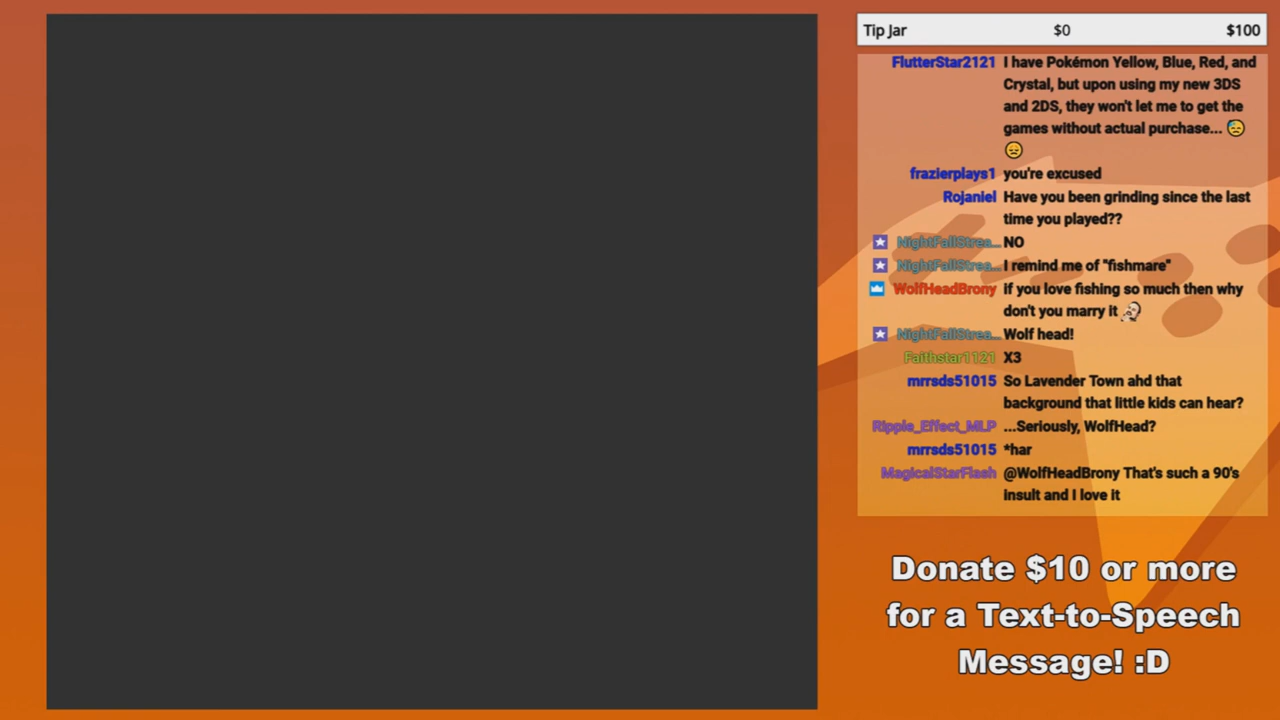 Tip Jar $0 $100
FlutterStar2121 I have Pokémon Yellow, Blue, Red, and
Crystal, but upon using my new 3DS
and 2DS, they won't let me to get the
games without actual purchase... 😓
😞
frazierplays1 you're excused
Rojaniel Have you been grinding since the last
time you played??
NightFallStrea... NO
NightFallStrea... I remind me of "fishmare"
WolfHeadBrony if you love fishing so much then why
don't you marry it
NightFallStrea... Wolf head!
Faithstar1121 X3
mrrsds51015 So Lavender Town ahd that
background that little kids can hear?
Ripple_Effect_MLP ...Seriously, WolfHead?
mrrsds51015 *har
MagicalStarFlash @WolfHeadBrony That's such a 90's
insult and I love it
Donate $10 or more
for a Text-to-Speech
Message! :D